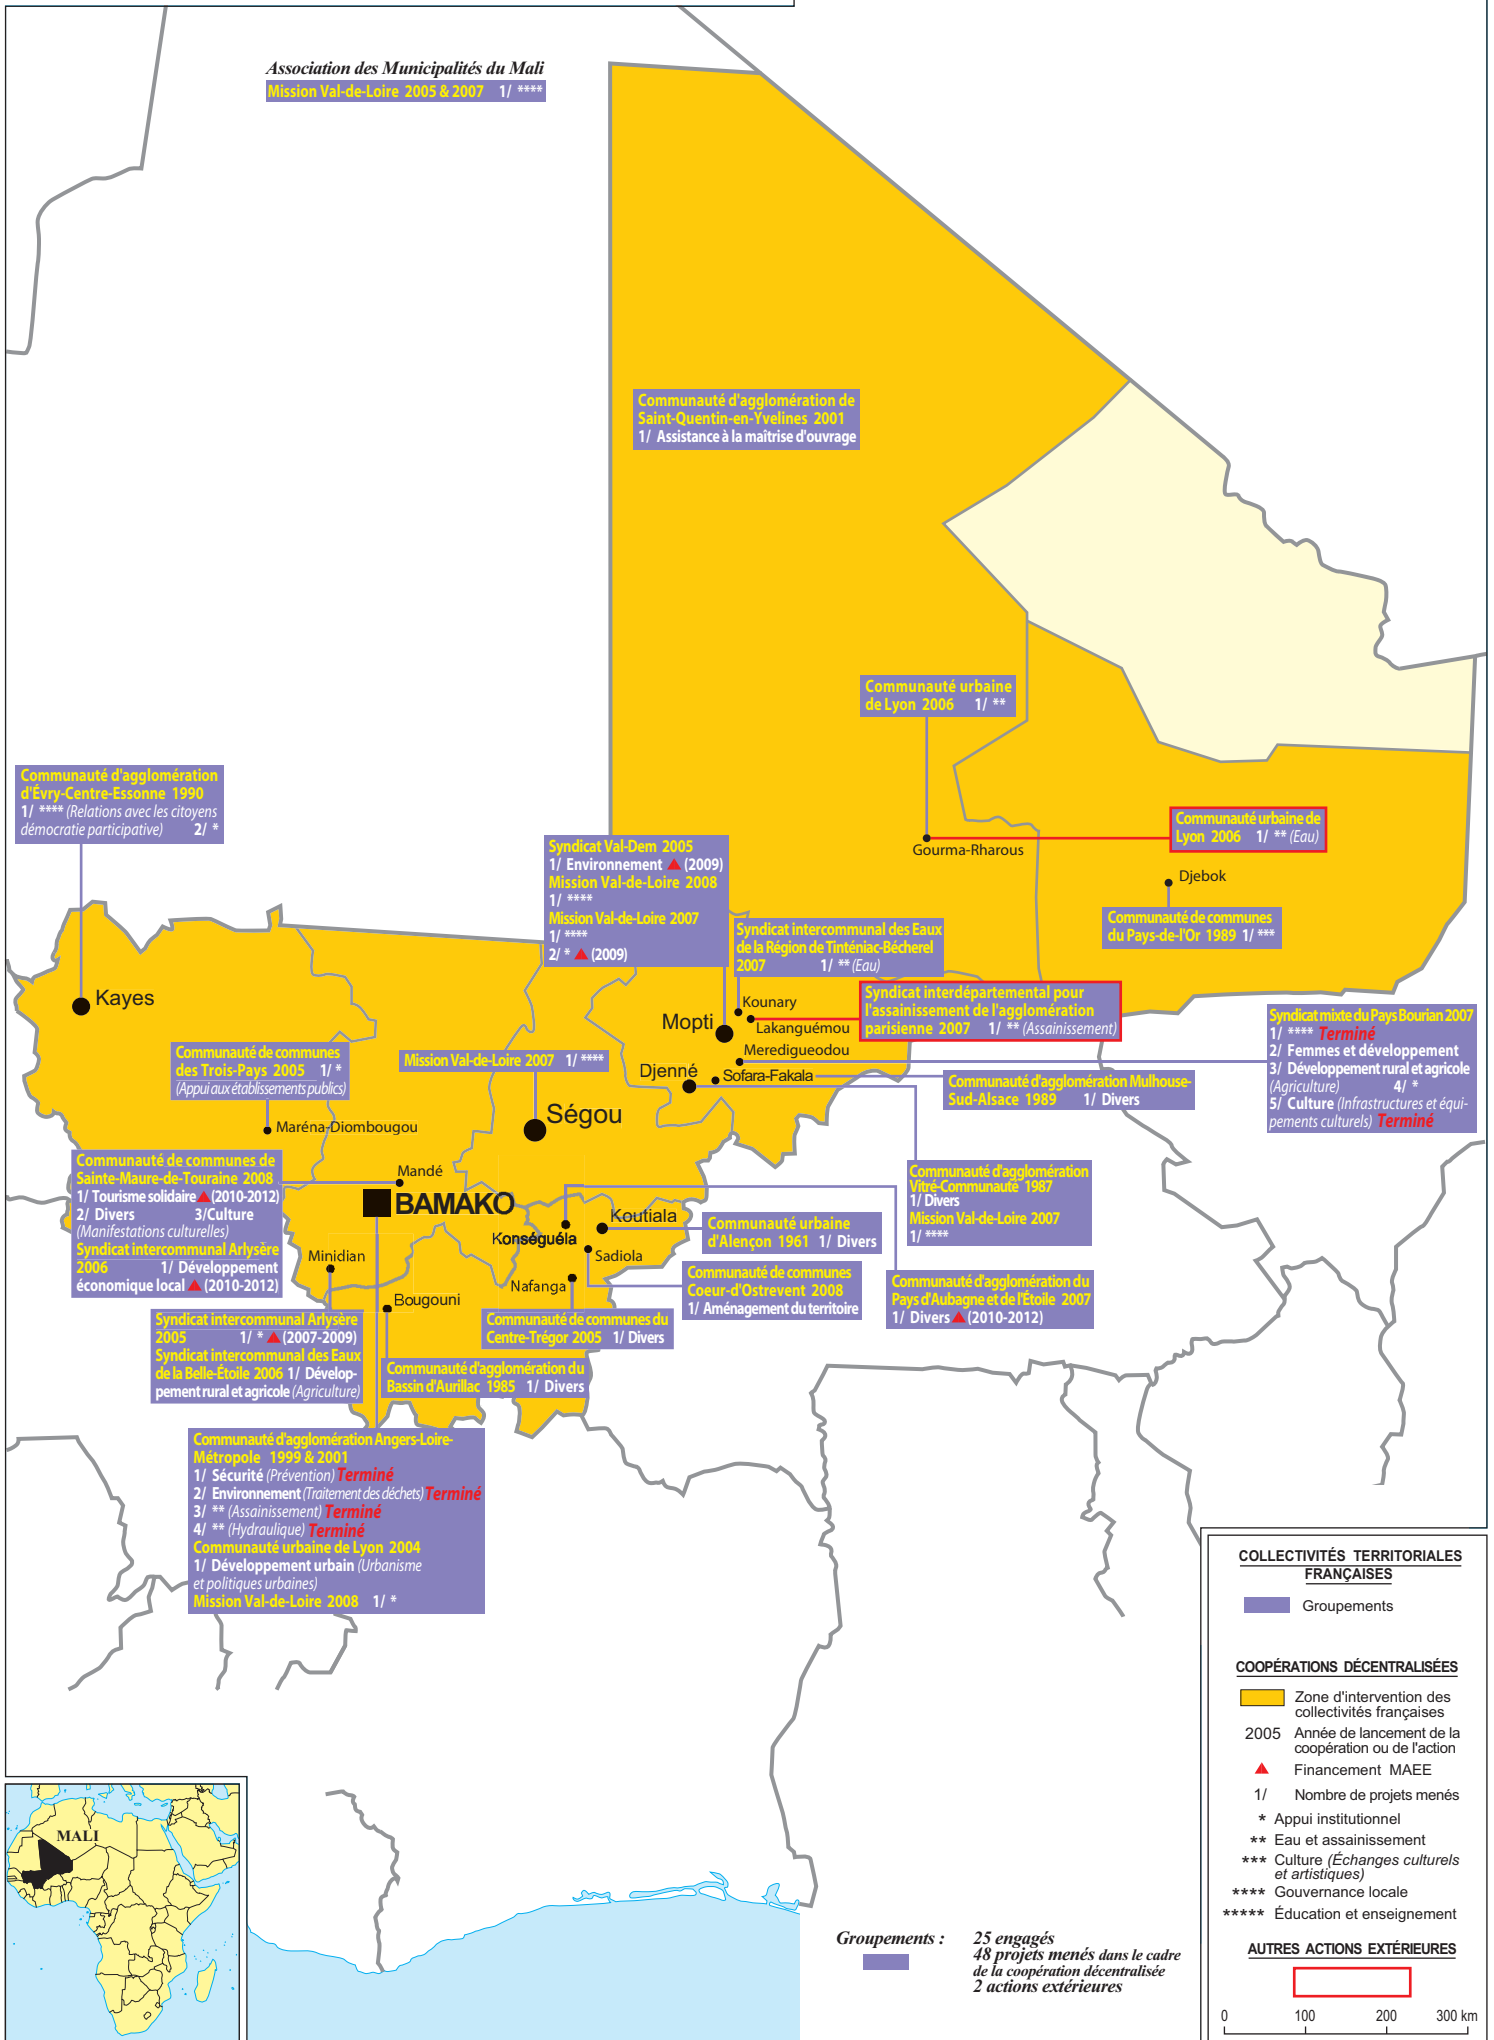 Association des Municipalités du Mali
Mission Val-de-Loire 2005 & 2007 1/ ****
Communauté d'agglomération de
Saint-Quentin-en-Yvelines 2001
1/ Assistance à la maîtrise d'ouvrage
Communauté urbaine
de Lyon 2006 1/ **
Communauté d'agglomération
d'Évry-Centre-Essonne 1990
1/ **** (Relations avec les citoyens
démocratie participative) 2/ *
Communauté urbaine de
Lyon 2006 1/ ** (Eau)
Gourma-Rharous
Djebok
Communauté de communes
du Pays-de-l'Or 1989 1/ ***
Syndicat Val-Dem 2005
1/ Environnement (2009)
Mission Val-de-Loire 2008
1/ ****
Mission Val-de-Loire 2007
1/ ****
2/ * (2009)
Syndicat intercommunal des Eaux
de la Région de Tinténiac-Bécherel
2007 1/ ** (Eau)
Kayes
Kounary
Mopti
Lakanguémou
Syndicat interdépartemental pour
l'assainissement de l'agglomération
parisienne 2007 1/ ** (Assainissement)
Meredigueodou
Syndicat mixte du Pays Bourian 2007
1/ **** Terminé
2/ Femmes et développement
3/ Développement rural et agricole
(Agriculture) 4/ *
5/ Culture (Infrastructures et équi-
pements culturels) Terminé
Communauté de communes
des Trois-Pays 2005 1/ *
(Appui aux établissements publics)
Mission Val-de-Loire 2007 1/ ****
Djenné
Sofara-Fakala
Communauté d'agglomération Mulhouse-
Sud-Alsace 1989 1/ Divers
Ségou
Maréna-Diombougou
Communauté de communes de
Sainte-Maure-de-Touraine 2008
1/ Tourisme solidaire (2010-2012)
2/ Divers 3/Culture
(Manifestations culturelles)
Syndicat intercommunal Arlysère
2006 1/ Développement
économique local (2010-2012)
Mandé
BAMAKO
Communauté d'agglomération
Vitré-Communauté 1987
1/ Divers
Mission Val-de-Loire 2007
1/ ****
Koutiala
Konséguéla
Communauté urbaine
d'Alençon 1961 1/ Divers
Sadiola
Minidian
Nafanga
Communauté de communes
Coeur-d'Ostrevent 2008
1/ Aménagement du territoire
Communauté d'agglomération du
Pays d'Aubagne et de l'Étoile 2007
1/ Divers (2010-2012)
Bougouni
Syndicat intercommunal Arlysère
2005 1/ * (2007-2009)
Syndicat intercommunal des Eaux
de la Belle-Étoile 2006 1/ Dévelop-
pement rural et agricole (Agriculture)
Communauté de communes du
Centre-Trégor 2005 1/ Divers
Communauté d'agglomération du
Bassin d'Aurillac 1985 1/ Divers
Communauté d'agglomération Angers-Loire-
Métropole 1999 & 2001
1/ Sécurité (Prévention) Terminé
2/ Environnement (Traitement des déchets) Terminé
3/ ** (Assainissement) Terminé
4/ ** (Hydraulique) Terminé
Communauté urbaine de Lyon 2004
1/ Développement urbain (Urbanisme
et politiques urbaines)
Mission Val-de-Loire 2008 1/ *
COLLECTIVITÉS TERRITORIALES
FRANÇAISES
Groupements
COOPÉRATIONS DÉCENTRALISÉES
Zone d'intervention des
collectivités françaises
2005 Année de lancement de la
coopération ou de l'action
Financement MAEE
1/ Nombre de projets menés
* Appui institutionnel
** Eau et assainissement
*** Culture (Échanges culturels
et artistiques)
**** Gouvernance locale
***** Éducation et enseignement
AUTRES ACTIONS EXTÉRIEURES
0 100 200 300 km
MALI
Groupements : 25 engagés
48 projets menés dans le cadre
de la coopération décentralisée
2 actions extérieures